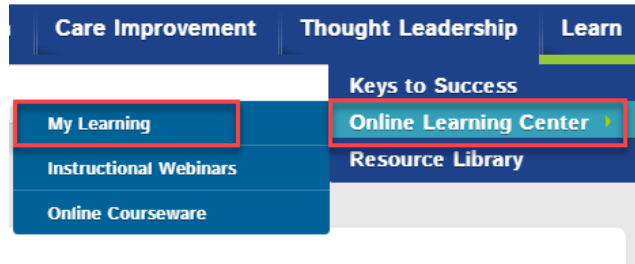 Care Improvement Thought Leadership Learn
Keys to Success
Online Learning Center
Resource Library
My Learning
Instructional Webinars
Online Courseware